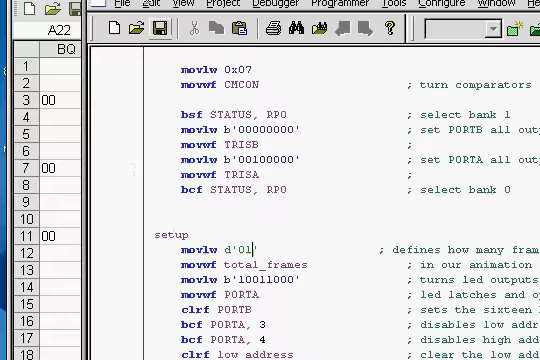 File Edit View Project Debugger Programmer Tools Configure Window Help
A22
BQ
1
2
3 00
4
5
6
7 00
8
9
10
11 00
12
13
14
15
16
17
18
movlw 0x07
movwf CMCON ; turn comparators
bsf STATUS, RPO ; select bank 1
movlw b'00000000' ; set PORTB all out
movwf TRISB ;
movlw b'00100000' ; set PORTA all out
movwf TRISA ;
bcf STATUS, RPO ; select bank 0
setup
movlw d'01' ; defines how many fram
movwf total_frames ; in our animation
movlw b'10011000' ; turns led outputs
movwf PORTA ; led latches and o
clrf PORTB ; sets the sixteen
bcf PORTA, 3 ; disables low addr
bcf PORTA, 4 ; disables high add
clrf low_address ; clear the low ad